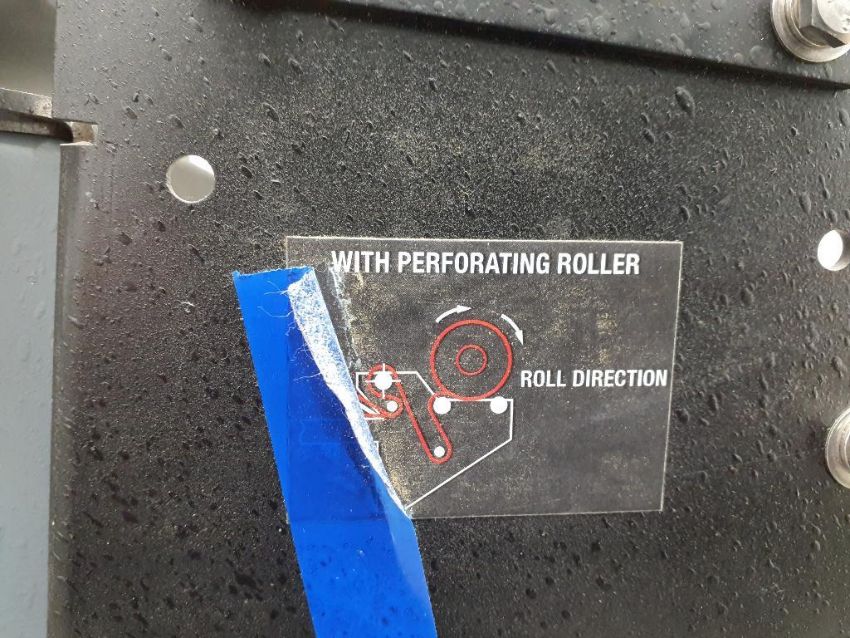 WITH PERFORATING ROLLER
ROLL DIRECTION